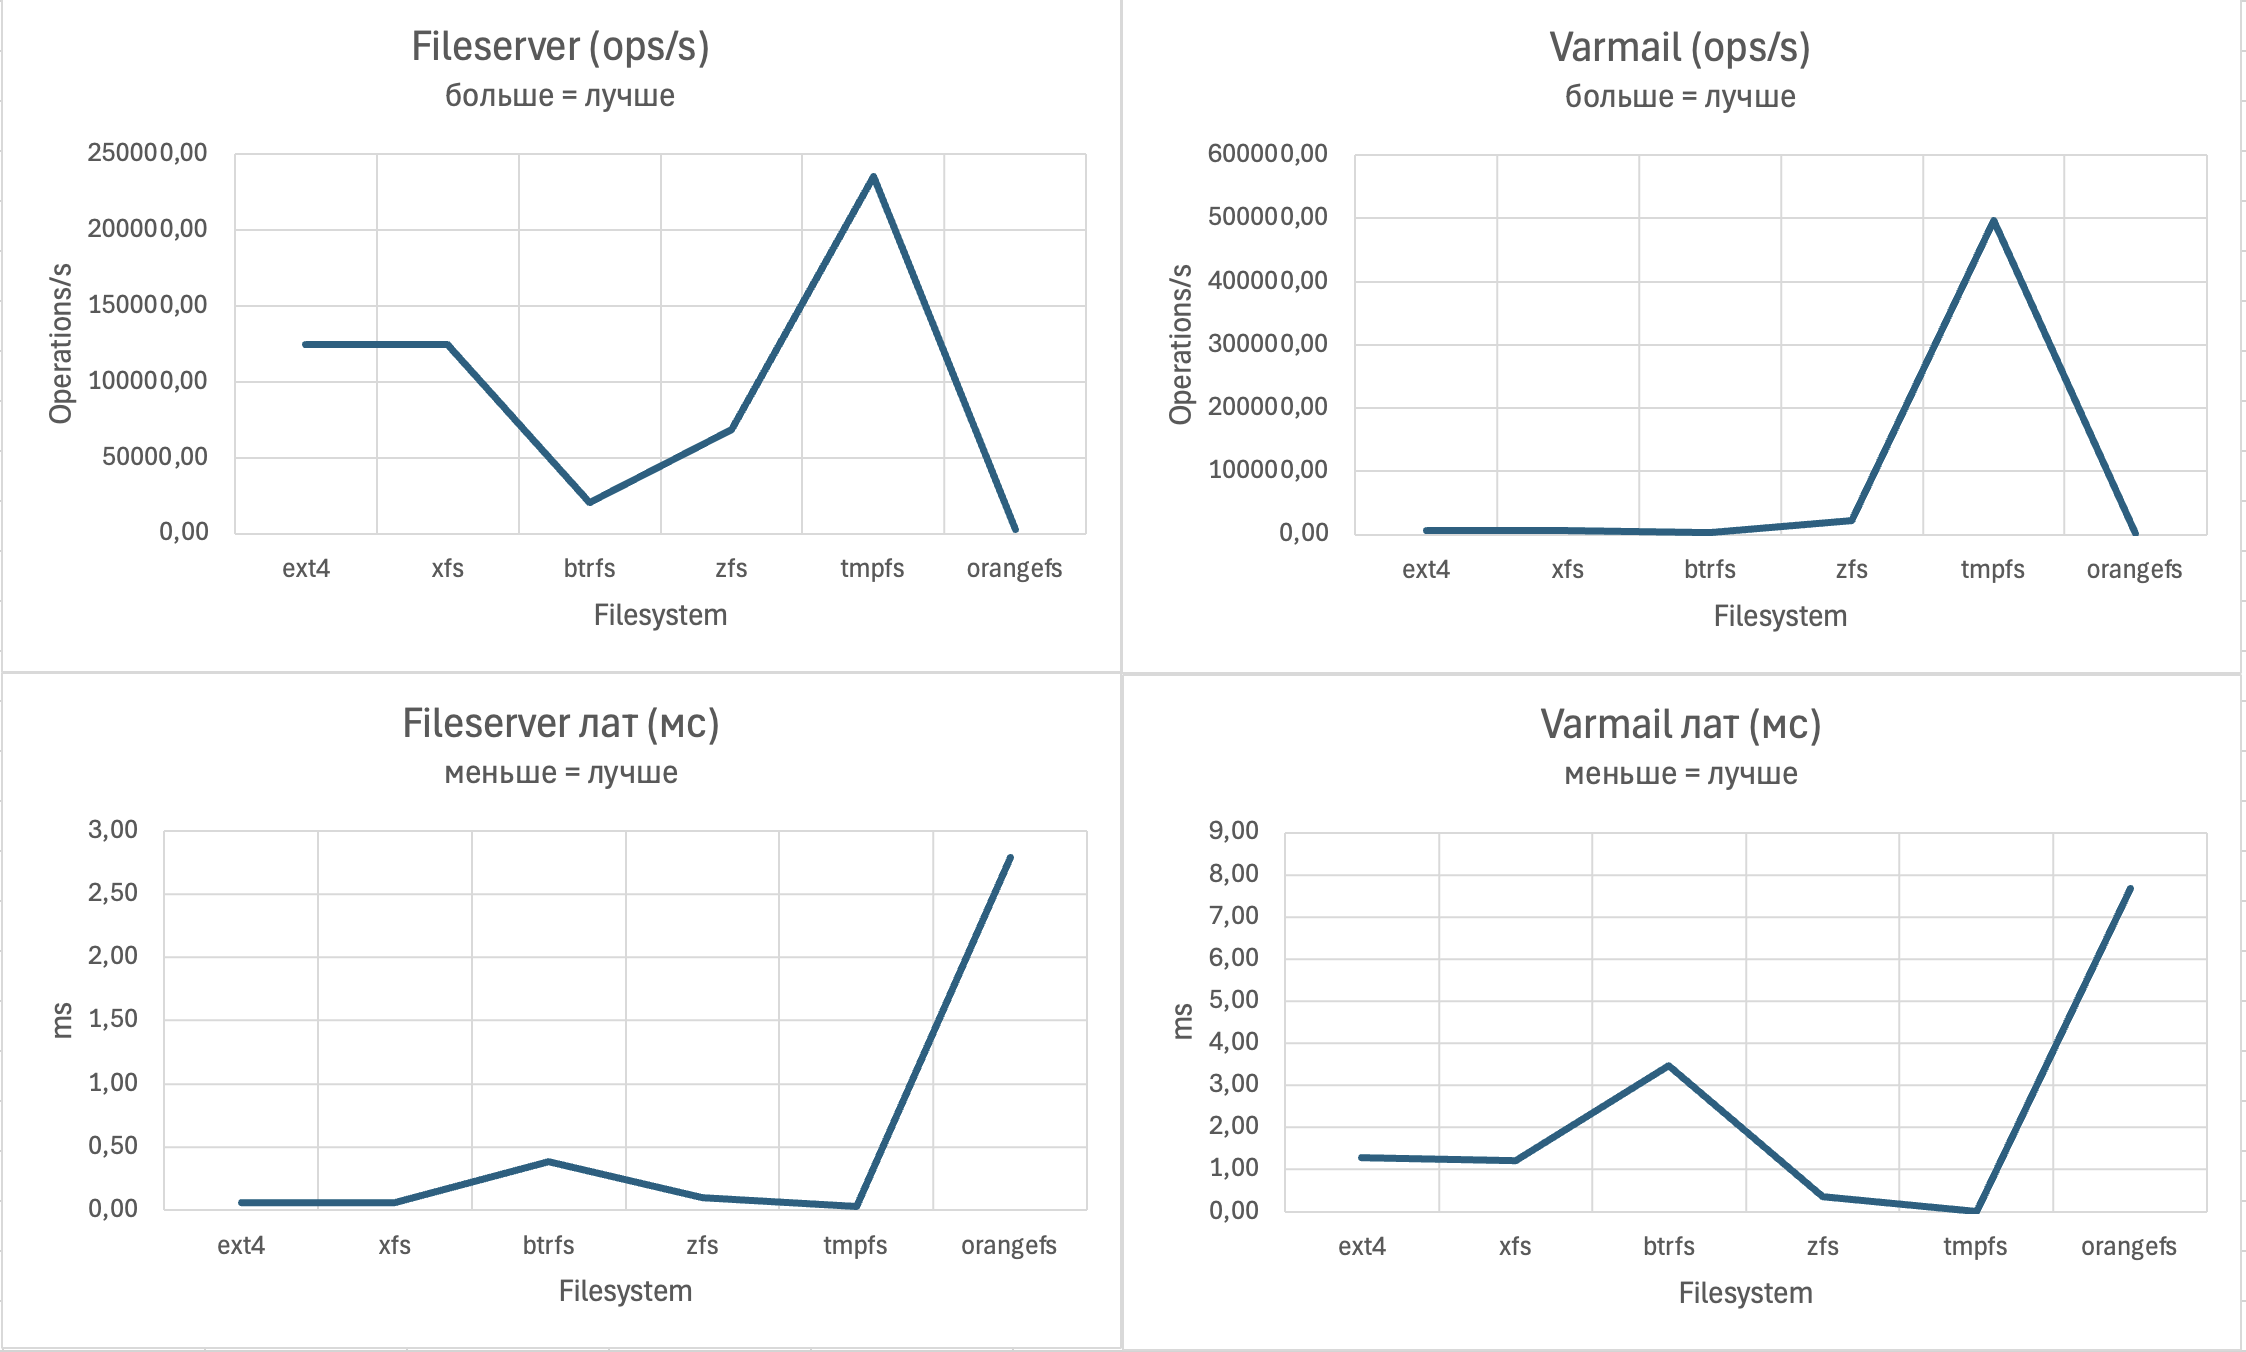 Fileserver (ops/s)
больше = лучше
250000,00
200000,00
150000,00
100000,00
50000,00
0,00
Operations/s
ext4 xfs btrfs zfs tmpfs orangefs
Filesystem
Varmail (ops/s)
больше = лучше
600000,00
500000,00
400000,00
300000,00
200000,00
100000,00
0,00
Operations/s
ext4 xfs btrfs zfs tmpfs orangefs
Filesystem
Fileserver лат (мс)
меньше = лучше
3,00
2,50
2,00
1,50
1,00
0,50
0,00
ms
ext4 xfs btrfs zfs tmpfs orangefs
Filesystem
Varmail лат (мс)
меньше = лучше
9,00
8,00
7,00
6,00
5,00
4,00
3,00
2,00
1,00
0,00
ms
ext4 xfs btrfs zfs tmpfs orangefs
Filesystem